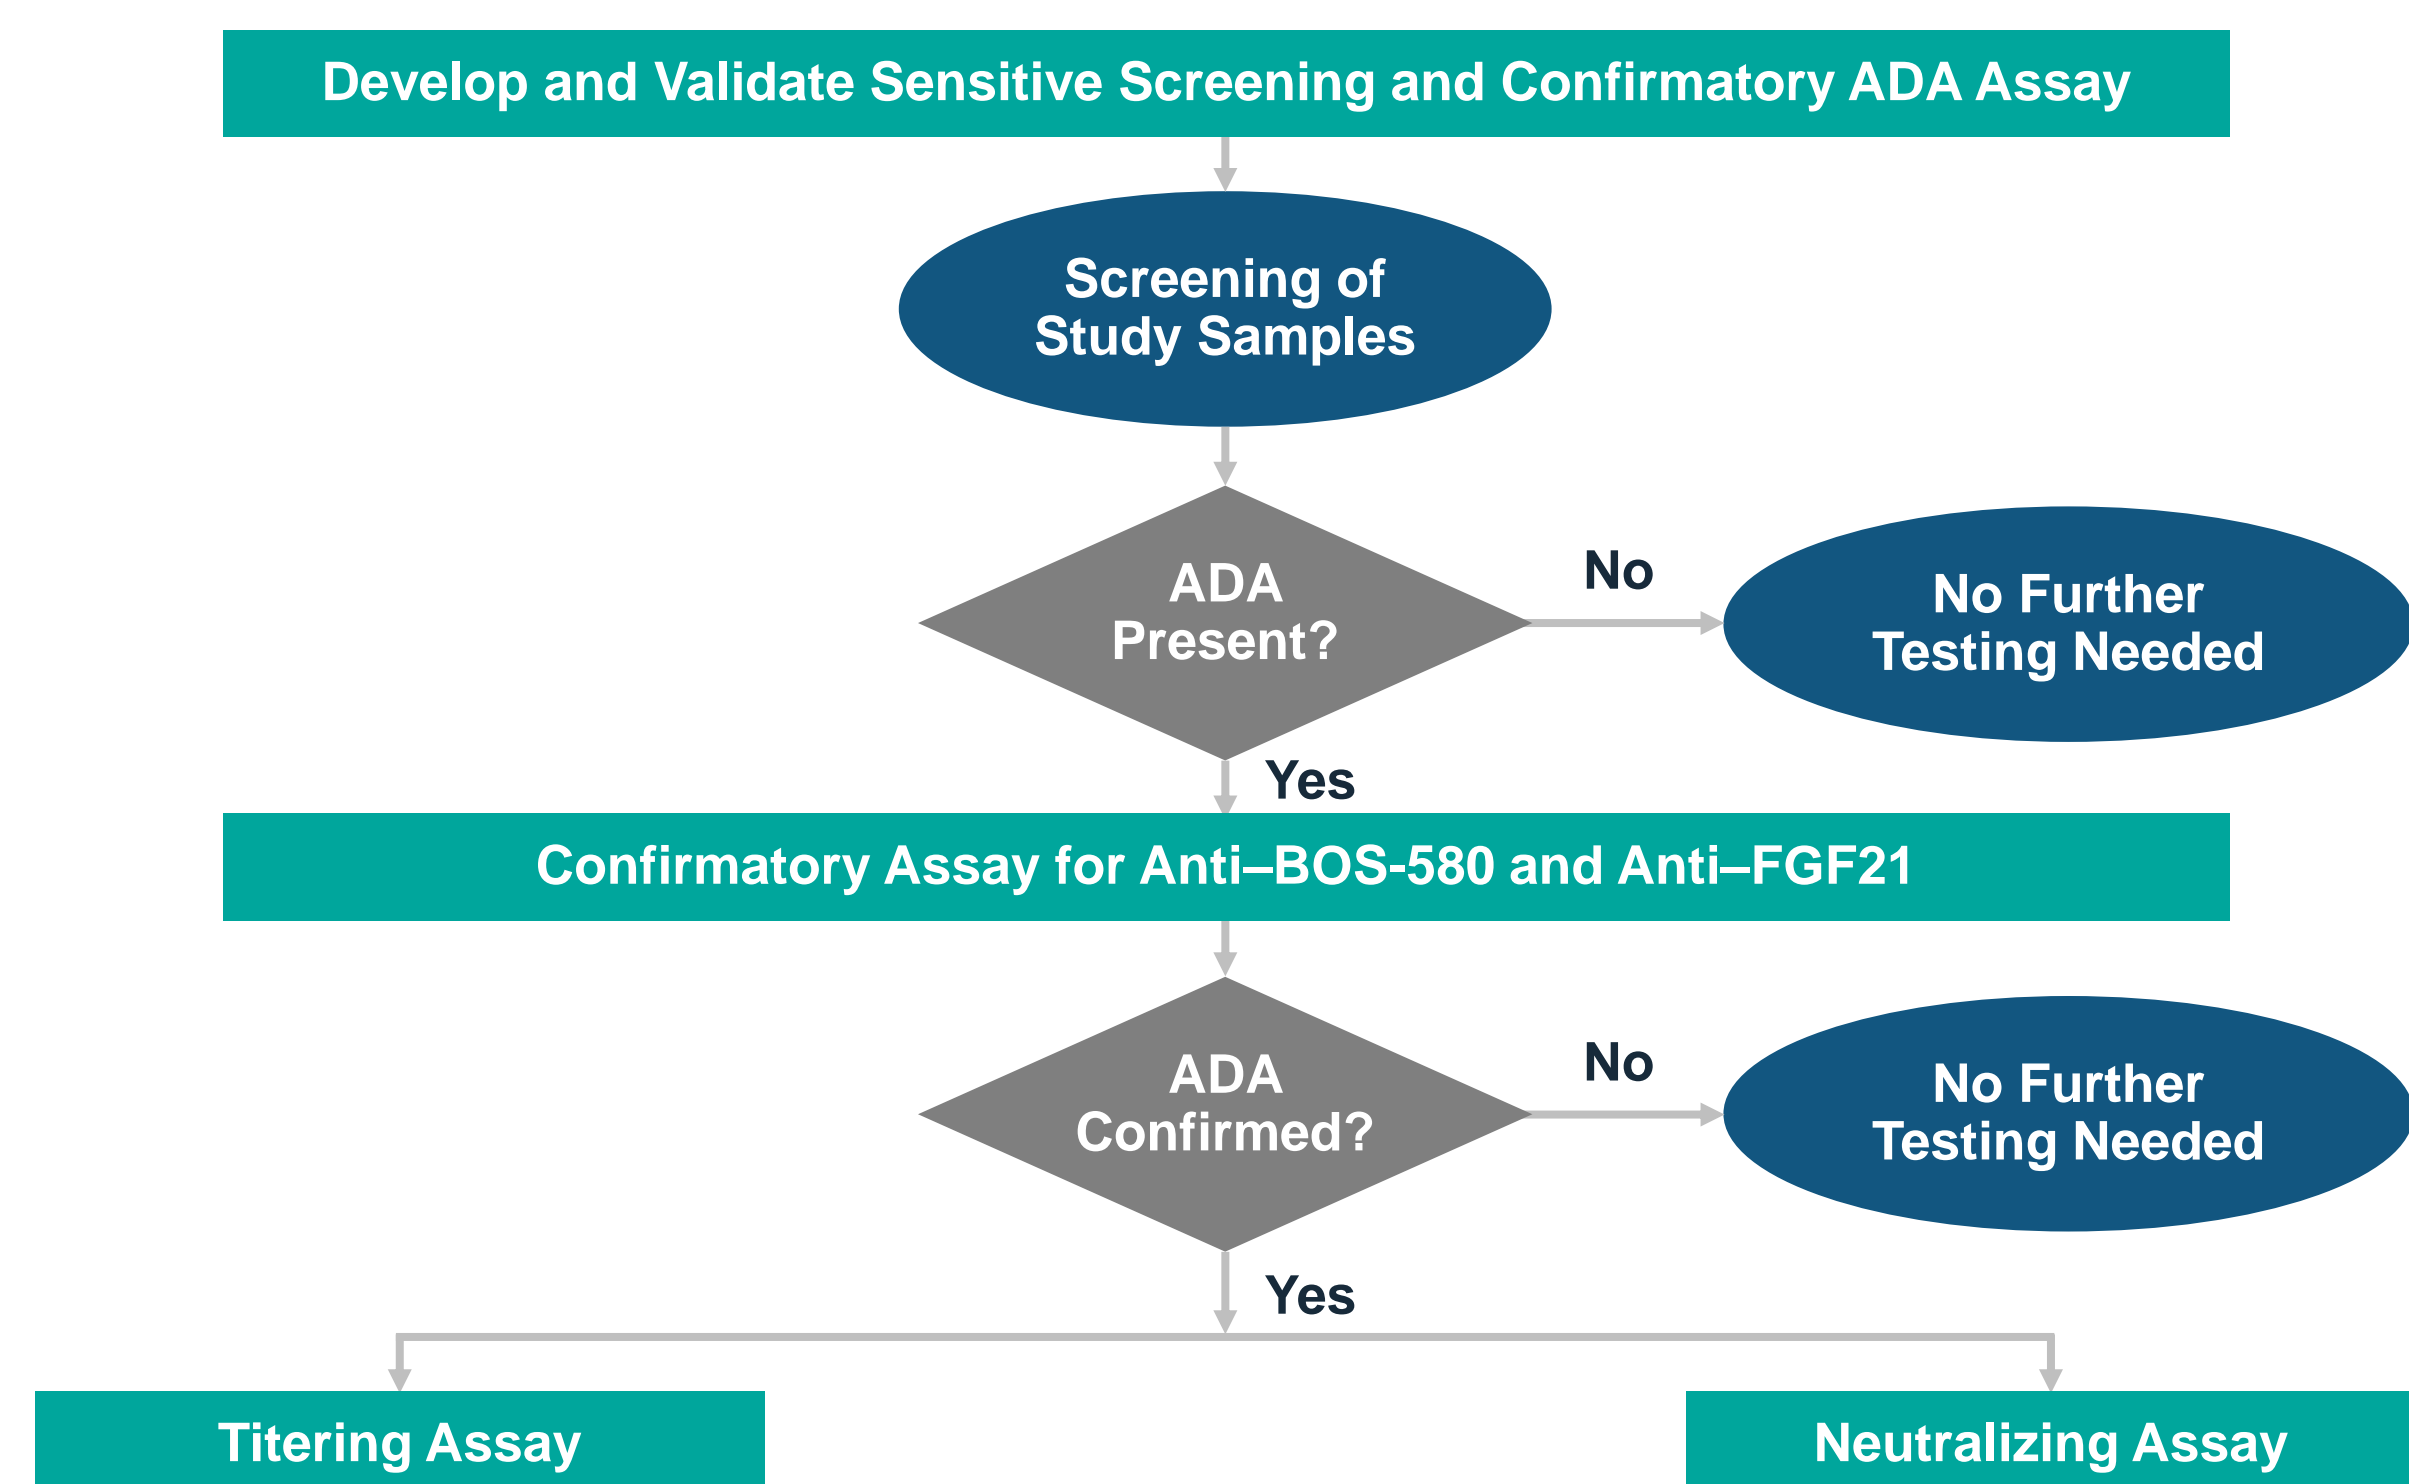 Develop and Validate Sensitive Screening and Confirmatory ADA Assay
Screening of
Study Samples
ADA
Present?
No
No Further
Testing Needed
Yes
Confirmatory Assay for Anti–BOS-580 and Anti–FGF21
ADA
Confirmed?
No
No Further
Testing Needed
Yes
Titering Assay
Neutralizing Assay